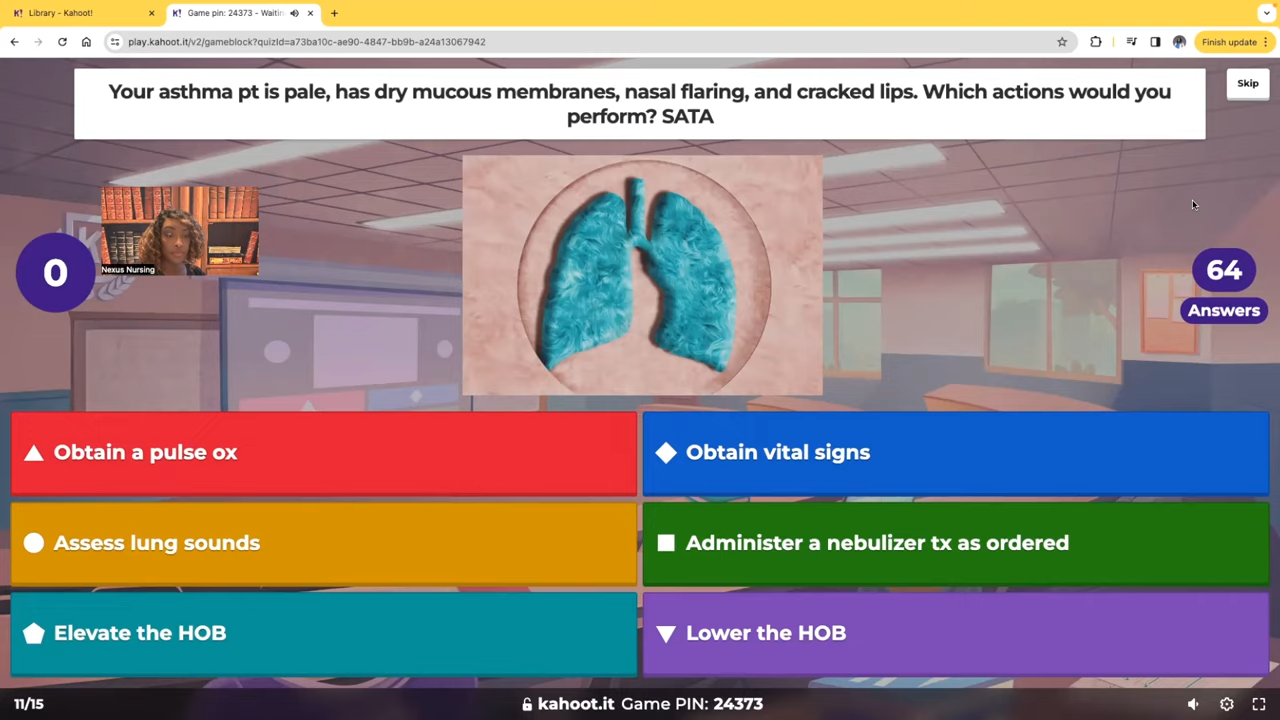 Library - Kahoot!
Game pin: 24373 - Waitin
Finish update
play.kahoot.it/v2/gameblock?quizId=a73ba10c-ae90-4847-bb9b-a24a13067942
Your asthma pt is pale, has dry mucous membranes, nasal flaring, and cracked lips. Which actions would you
perform? SATA
Skip
Nexus Nursing
0
64
Answers
Obtain a pulse ox
Obtain vital signs
Assess lung sounds
Administer a nebulizer tx as ordered
Elevate the HOB
Lower the HOB
11/15
kahoot.it Game PIN: 24373